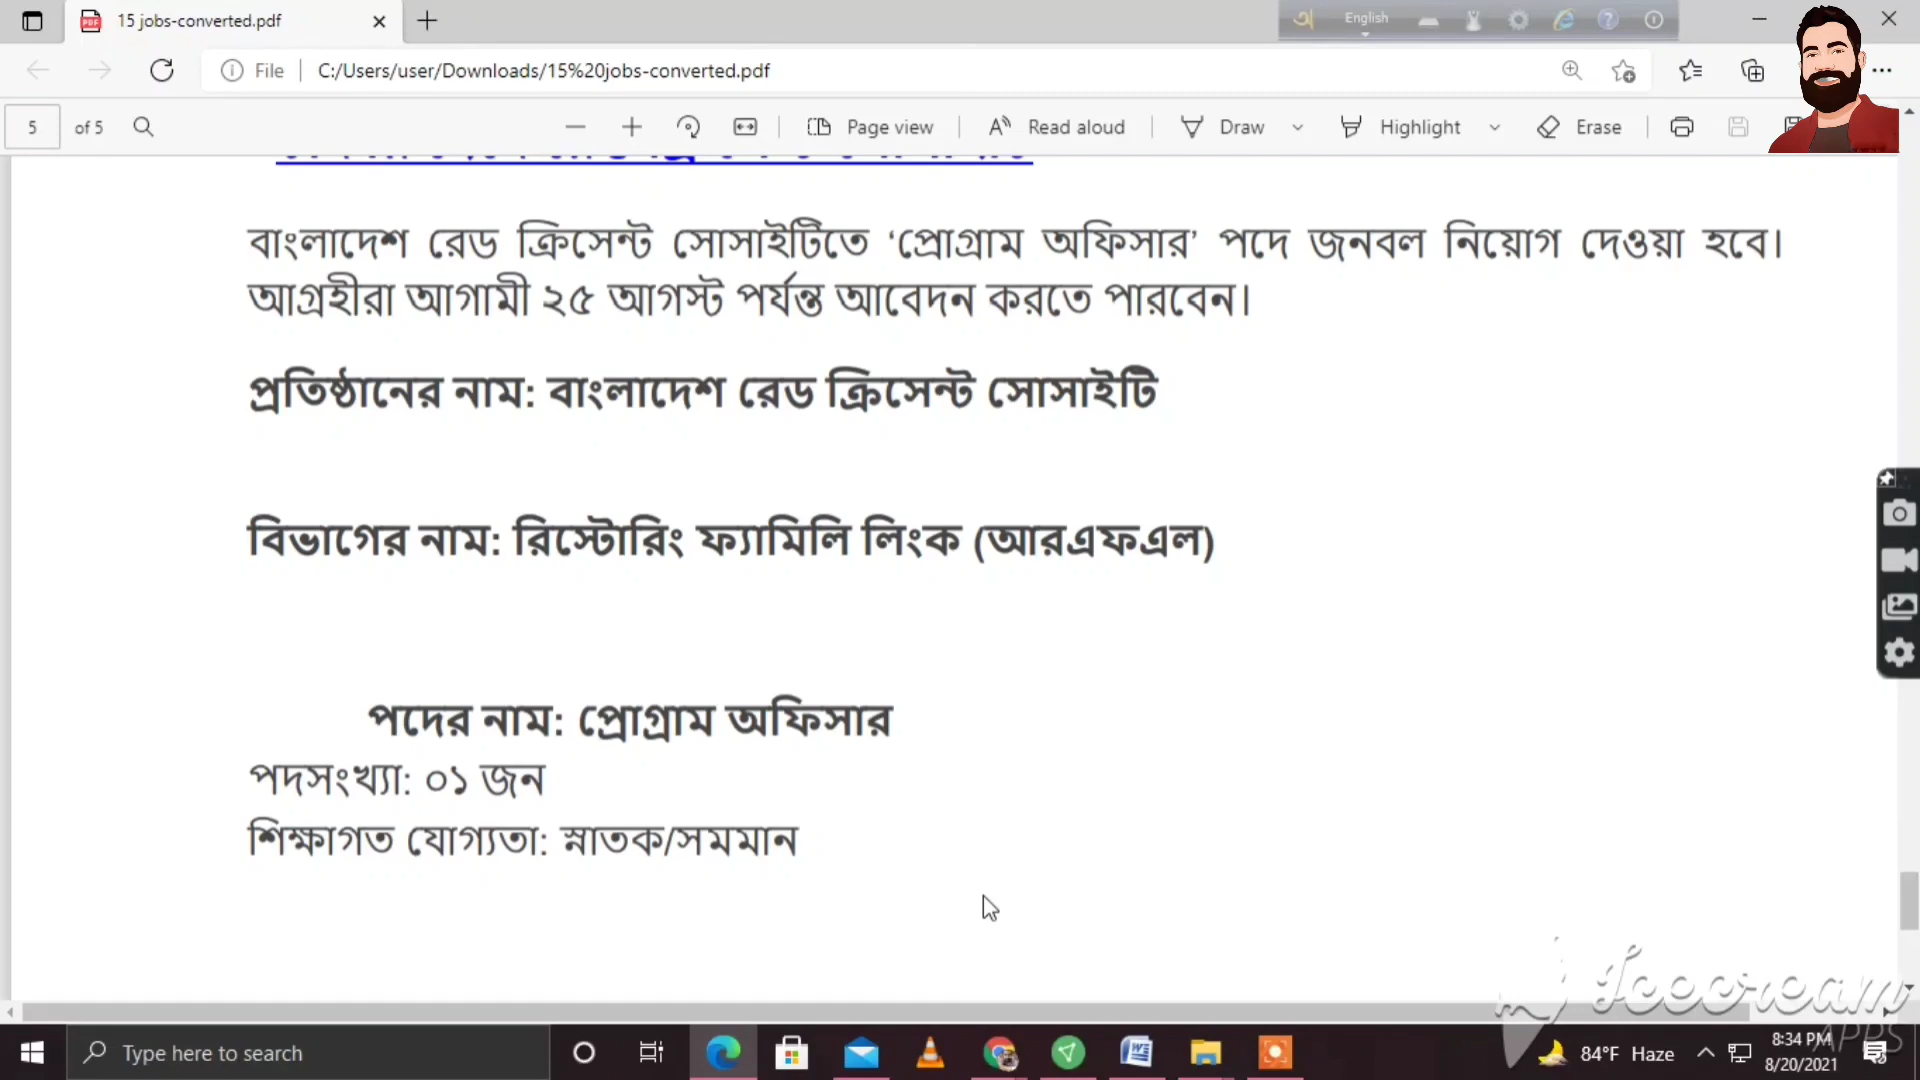 15 jobs-converted.pdf
English
File
C:/Users/user/Downloads/15%20jobs-converted.pdf
5 of 5
Page view
Read aloud
Draw
Highlight
Erase
বাংলাদেশ রেড ক্রিসেন্ট সোসাইটিতে ‘প্রোগ্রাম অফিসার’ পদে জনবল নিয়োগ দেওয়া হবে।
আগ্রহীরা আগামী ২৫ আগস্ট পর্যন্ত আবেদন করতে পারবেন।
প্রতিষ্ঠানের নাম: বাংলাদেশ রেড ক্রিসেন্ট সোসাইটি
বিভাগের নাম: রিস্টোরিং ফ্যামিলি লিংক (আরএফএল)
পদের নাম: প্রোগ্রাম অফিসার
পদসংখ্যা: ০১ জন
শিক্ষাগত যোগ্যতা: স্নাতক/সমমান
Icecream
APPS
Type here to search
84°F Haze
8:34 PM
8/20/2021